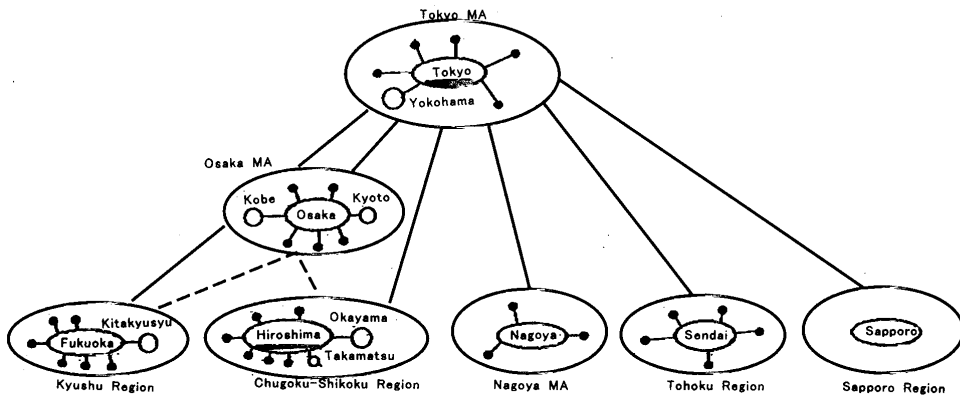 Tokyo MA
Tokyo
Yokohama
Osaka MA
Kobe
Kyoto
Osaka
Kitakyusyu
Fukuoka
Kyushu Region
Okayama
Hiroshima
Takamatsu
Chugoku-Shikoku Region
Nagoya
Nagoya MA
Sendai
Tohoku Region
Sapporo
Sapporo Region